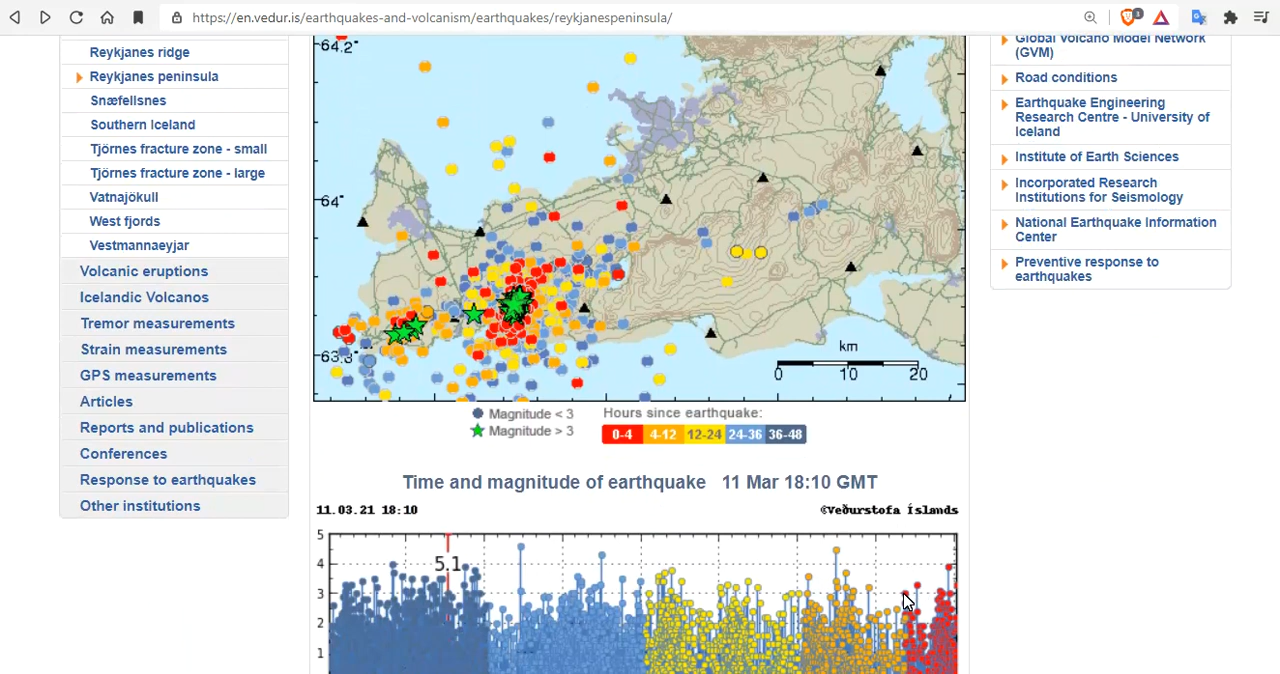 https://en.vedur.is/earthquakes-and-volcanism/earthquakes/reykjanespeninsula/
1
Reykjanes ridge
Reykjanes peninsula
Snæfellsnes
Southern Iceland
Tjörnes fracture zone - small
Tjörnes fracture zone - large
Vatnajökull
West fjords
Vestmannaeyjar
Volcanic eruptions
Icelandic Volcanos
Tremor measurements
Strain measurements
GPS measurements
Articles
Reports and publications
Conferences
Response to earthquakes
Other institutions
64.2°
64°
63.8°
km
0 10 20
Magnitude < 3
Magnitude > 3
Hours since earthquake:
0-4 4-12 12-24 24-36 36-48
Time and magnitude of earthquake 11 Mar 18:10 GMT
11.03.21 18:10
©Veðurstofa Íslands
5
4
3
2
1
5.1
Global Volcano Model Network
(GVM)
Road conditions
Earthquake Engineering
Research Centre - University of
Iceland
Institute of Earth Sciences
Incorporated Research
Institutions for Seismology
National Earthquake Information
Center
Preventive response to
earthquakes